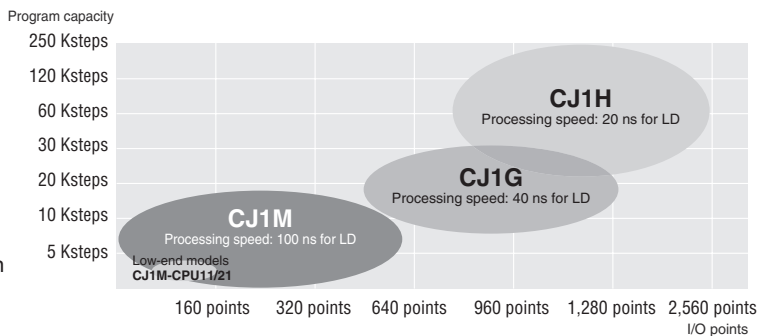 Program capacity
250 Ksteps
120 Ksteps
60 Ksteps
30 Ksteps
20 Ksteps
10 Ksteps
5 Ksteps
CJ1H
Processing speed: 20 ns for LD
CJ1G
Processing speed: 40 ns for LD
CJ1M
Processing speed: 100 ns for LD
Low-end models
CJ1M-CPU11/21
n
160 points 320 points 640 points 960 points 1,280 points 2,560 points
I/O points